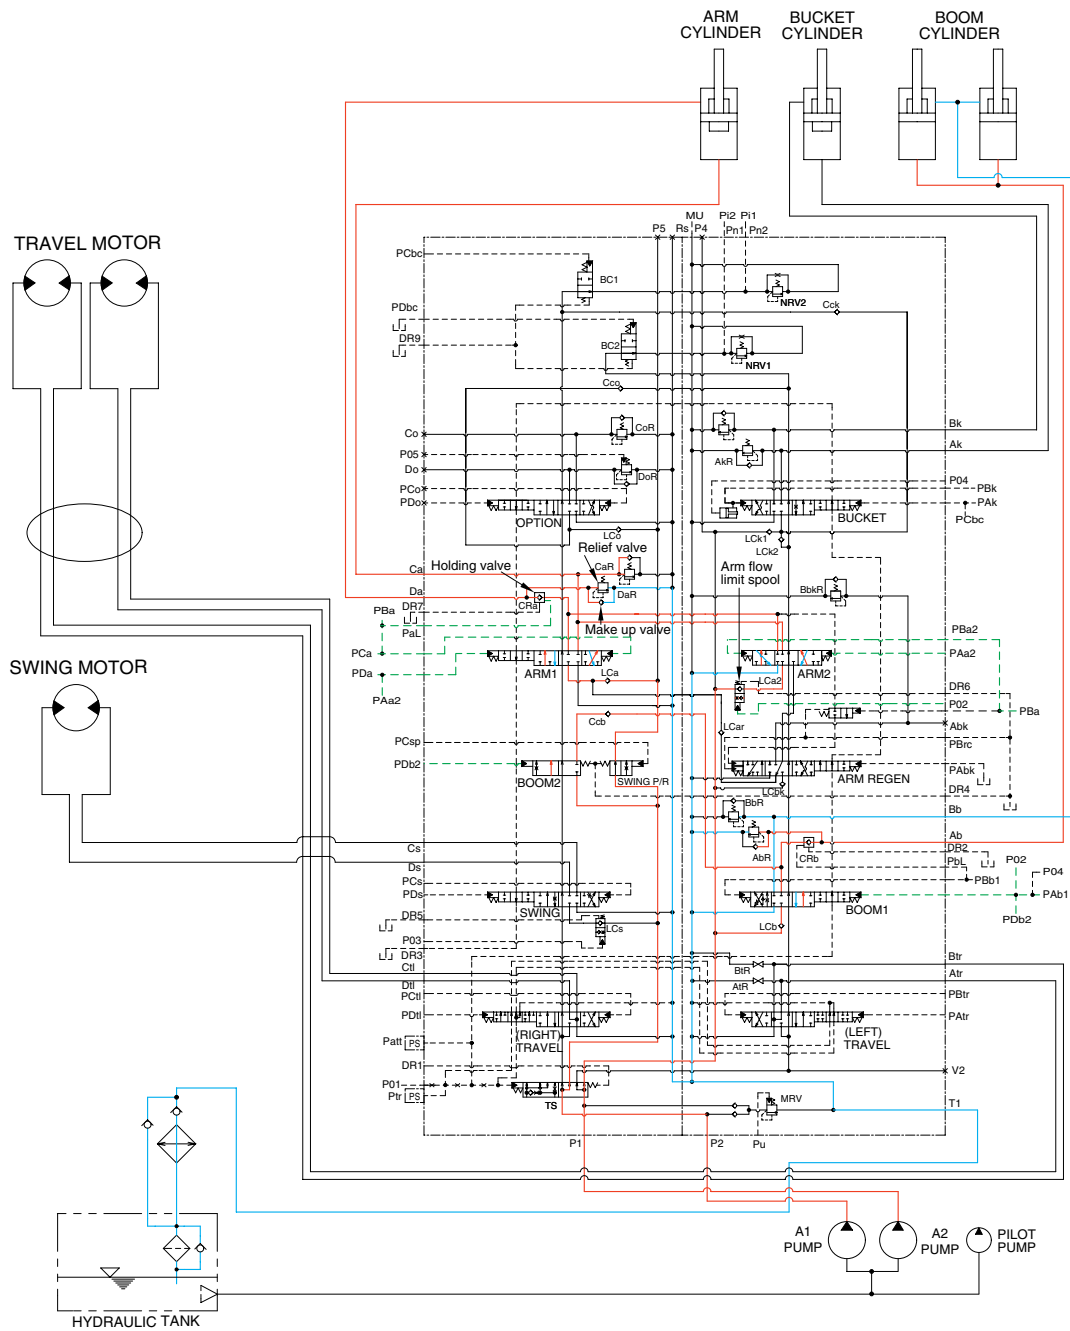 ARM
CYLINDER
BUCKET
CYLINDER
BOOM
CYLINDER
TRAVEL MOTOR
SWING MOTOR
MU
Pi2
Pi1
P5
Rs
P4
Pn1
Pn2
PCbc
BC1
NRV2
Cck
PDbc
DR9
BC2
NRV1
Cco
Co
CoR
Bk
Ak
P05
AkR
Do
DoR
P04
PCo
PBk
PDo
PAk
OPTION
BUCKET
PCbc
LCo
LCk1
LCk2
Relief valve
Holding valve
CaR
Arm flow
limit spool
Ca
Da
DaR
BbkR
CRa
DR7
PBa
PaL
Make up valve
PBa2
PCa
PAa2
PDa
ARM1
LCa
LCa2
ARM2
DR6
PAa2
P02
PBa
Ccb
LCar
Abk
PCsp
PBrc
PDb2
PAbk
BOOM2
SWING P/R
LCbk
ARM REGEN
DR4
BbR
Bb
AbR
CRb
Ab
Cs
DR2
PbL
P02
Ds
P04
PCs
PBb1
PDs
PAb1
SWING
BOOM1
PDb2
DR5
LCs
LCb
P03
DR3
Ctl
BtR
Btr
Dtl
AtR
Atr
PCtl
PBtr
PDtl
PAtr
(RIGHT)
TRAVEL
(LEFT)
TRAVEL
Patt
PS
DR1
V2
P01
Ptr
PS
TS
MRV
T1
P1
P2
Pu
A1
PUMP
A2
PUMP
PILOT
PUMP
HYDRAULIC TANK